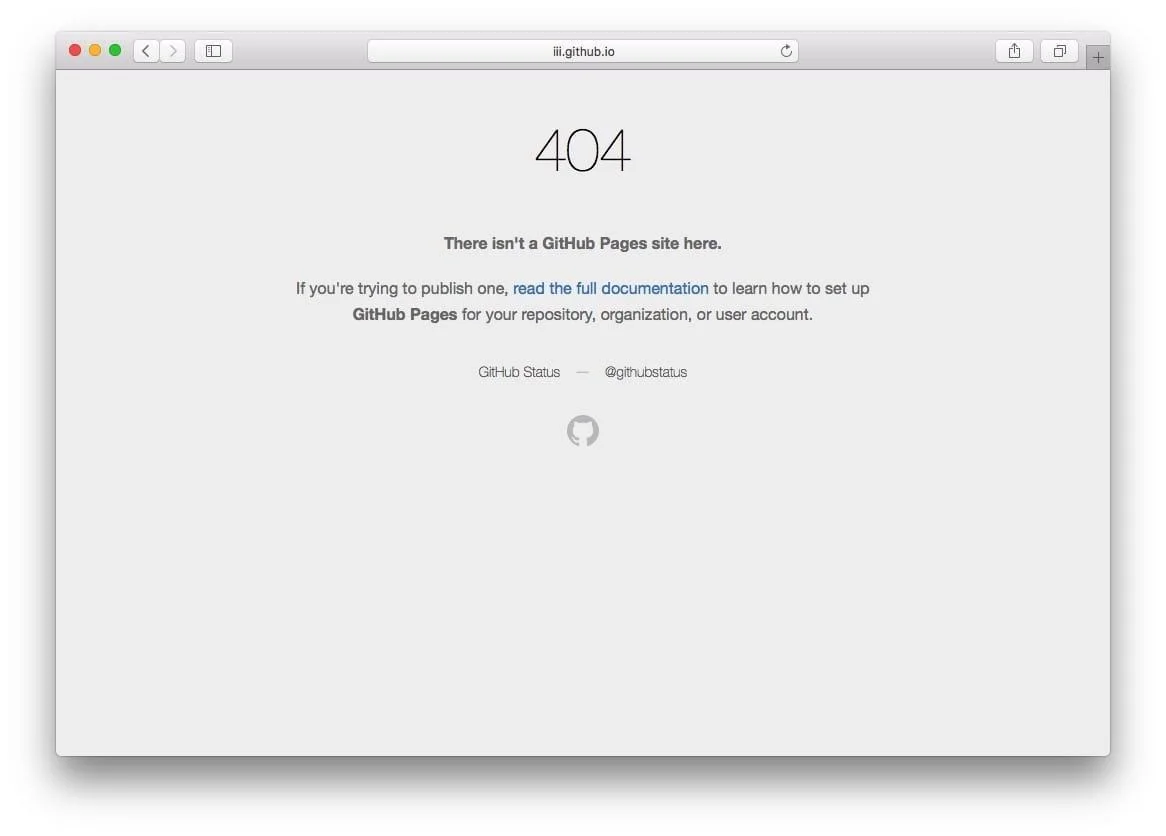 iii.github.io
404
There isn't a GitHub Pages site here.
If you're trying to publish one, read the full documentation to learn how to set up
GitHub Pages for your repository, organization, or user account.
GitHub Status — @githubstatus